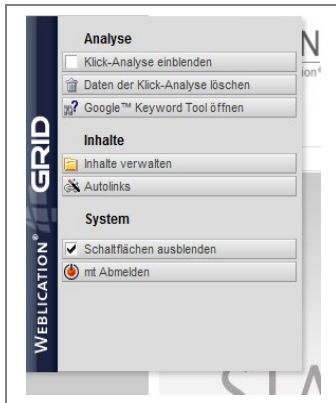 Analyse
Klick-Analyse einblenden
Daten der Klick-Analyse löschen
Google™ Keyword Tool öffnen
Inhalte
Inhalte verwalten
Autolinks
System
Schaltflächen ausblenden
mt Abmelden
WEBLICATION® GRID
N
ion®